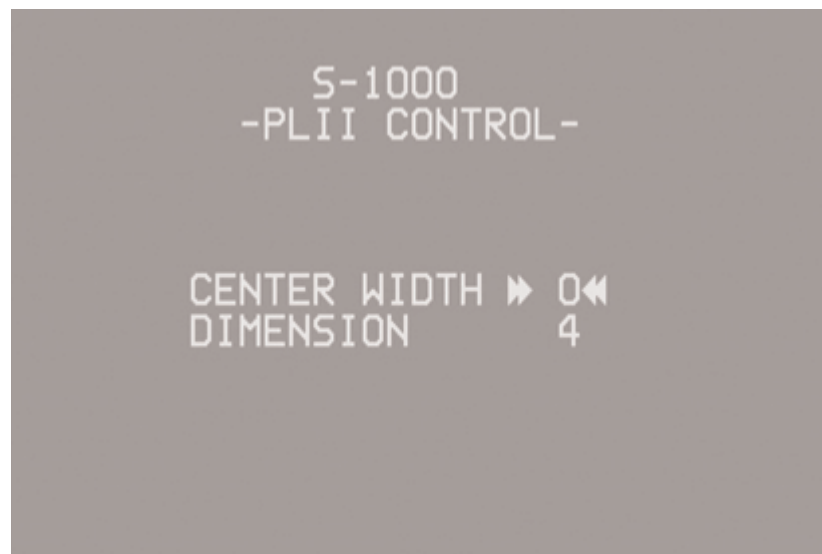 S-1000
-PLII CONTROL-
CENTER WIDTH ⏩ 0⏪
DIMENSION 4